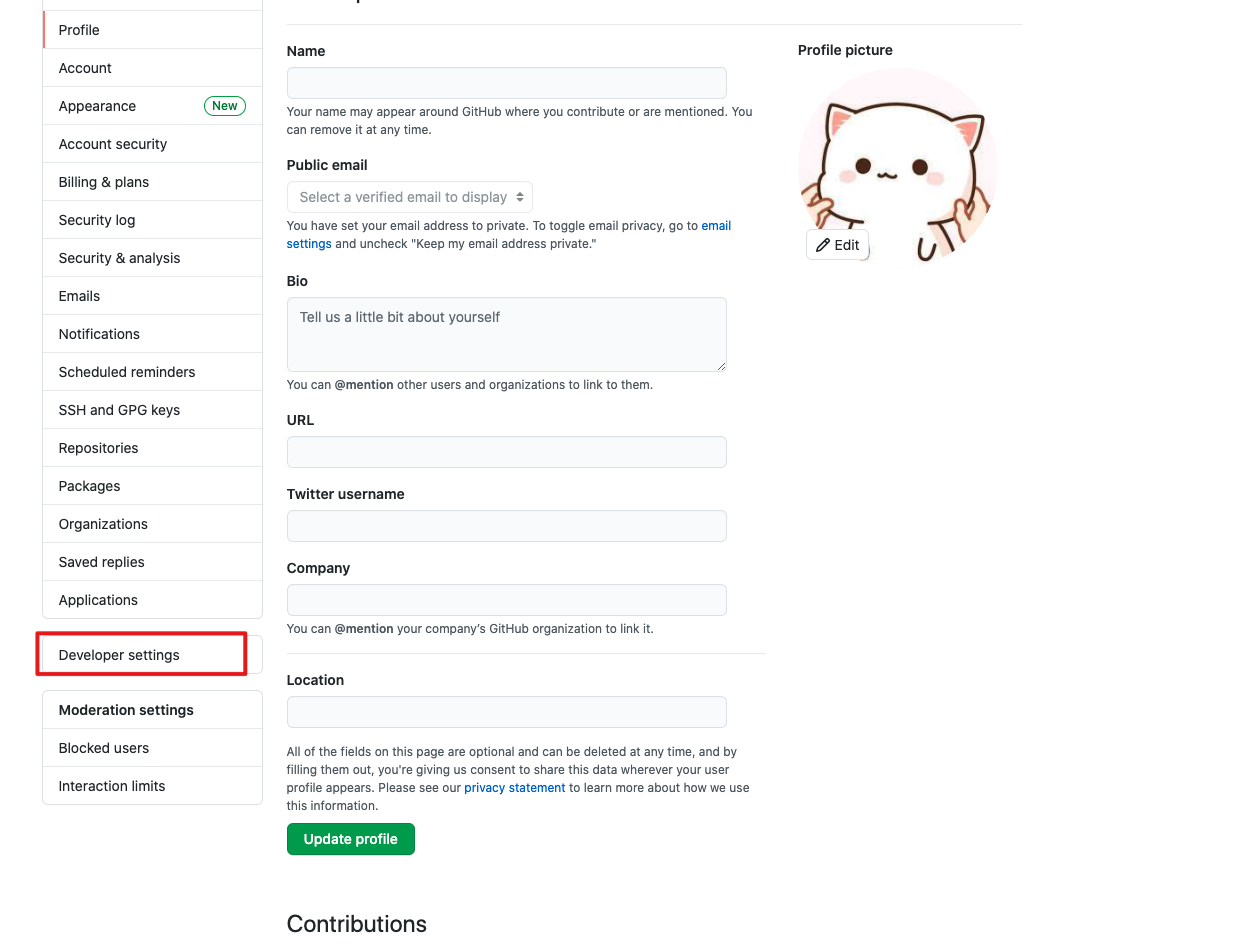 Profile
Account
Appearance New
Account security
Billing & plans
Security log
Security & analysis
Emails
Notifications
Scheduled reminders
SSH and GPG keys
Repositories
Packages
Organizations
Saved replies
Applications
Developer settings
Moderation settings
Blocked users
Interaction limits
Name
Your name may appear around GitHub where you contribute or are mentioned. You
can remove it at any time.
Public email
Select a verified email to display
You have set your email address to private. To toggle email privacy, go to email
settings and uncheck "Keep my email address private."
Bio
Tell us a little bit about yourself
You can @mention other users and organizations to link to them.
URL
Twitter username
Company
You can @mention your company’s GitHub organization to link it.
Location
All of the fields on this page are optional and can be deleted at any time, and by
filling them out, you're giving us consent to share this data wherever your user
profile appears. Please see our privacy statement to learn more about how we use
this information.
Update profile
Contributions
Profile picture
Edit